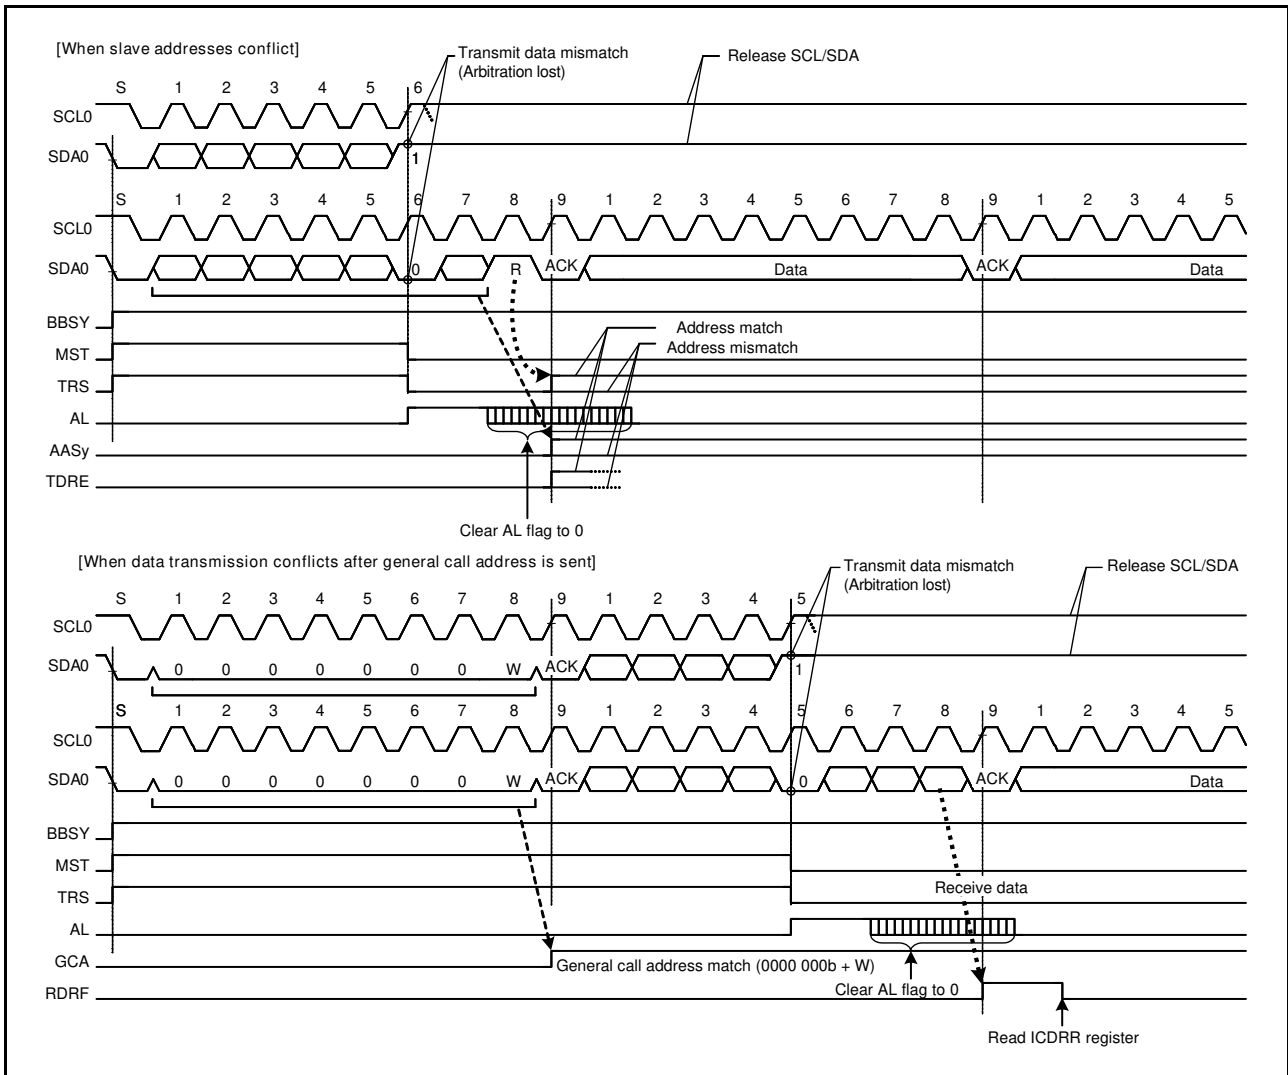 [When slave addresses conflict]
Transmit data mismatch
(Arbitration lost)
Release SCL/SDA
S 1 2 3 4 5 6
SCL0
SDA0
1
S 1 2 3 4 5 6 7 8 9 1 2 3 4 5 6 7 8 9 1 2 3 4 5
SCL0
SDA0 0 R ACK Data ACK Data
BBSY
Address match
MST
Address mismatch
TRS
AL
AASy
TDRE
Clear AL flag to 0
[When data transmission conflicts after general call address is sent]
Transmit data mismatch
(Arbitration lost)
Release SCL/SDA
S 1 2 3 4 5 6 7 8 9 1 2 3 4 5
SCL0
SDA0 0 0 0 0 0 0 0 W ACK 1
S 1 2 3 4 5 6 7 8 9 1 2 3 4 5 6 7 8 9 1 2 3 4 5
SCL0
SDA0 0 0 0 0 0 0 0 W ACK 0 ACK Data
BBSY
MST
TRS
Receive data
AL
GCA
General call address match (0000 000b + W)
Clear AL flag to 0
RDRF
Read ICDRR register